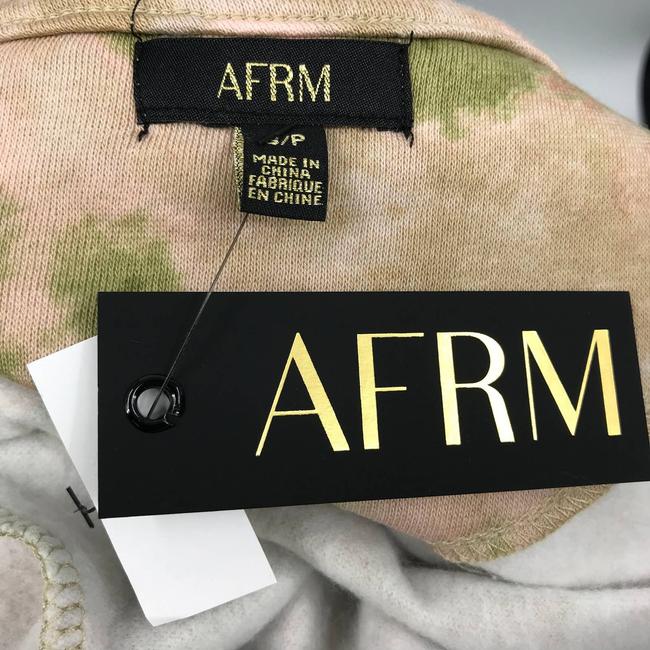 AFRM
S/P
MADE IN
CHINA
FABRIQUE
EN CHINE
AFRM